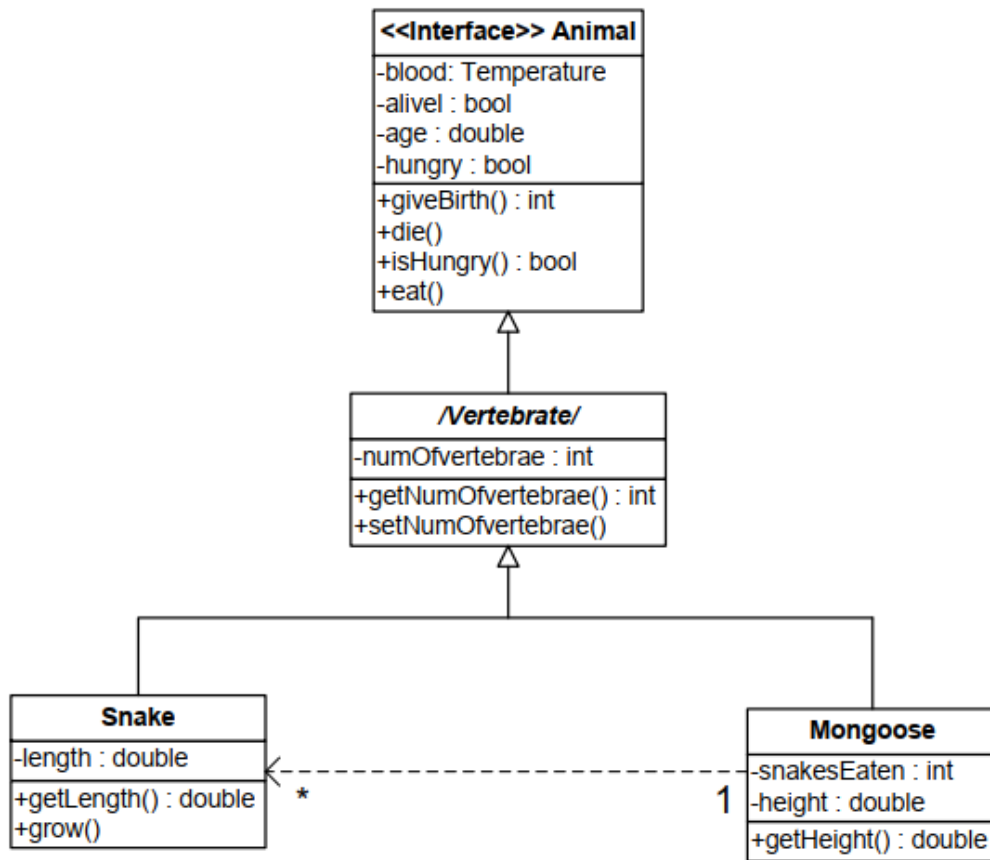 <<Interface>> Animal
-blood: Temperature
-alivel : bool
-age : double
-hungry : bool
+giveBirth() : int
+die()
+isHungry() : bool
+eat()
/Vertebrate/
-numOfvertebrae : int
+getNumOfvertebrae() : int
+setNumOfvertebrae()
Snake
-length : double
+getLength() : double
+grow()
*
1
Mongoose
-snakesEaten : int
-height : double
+getHeight() : double